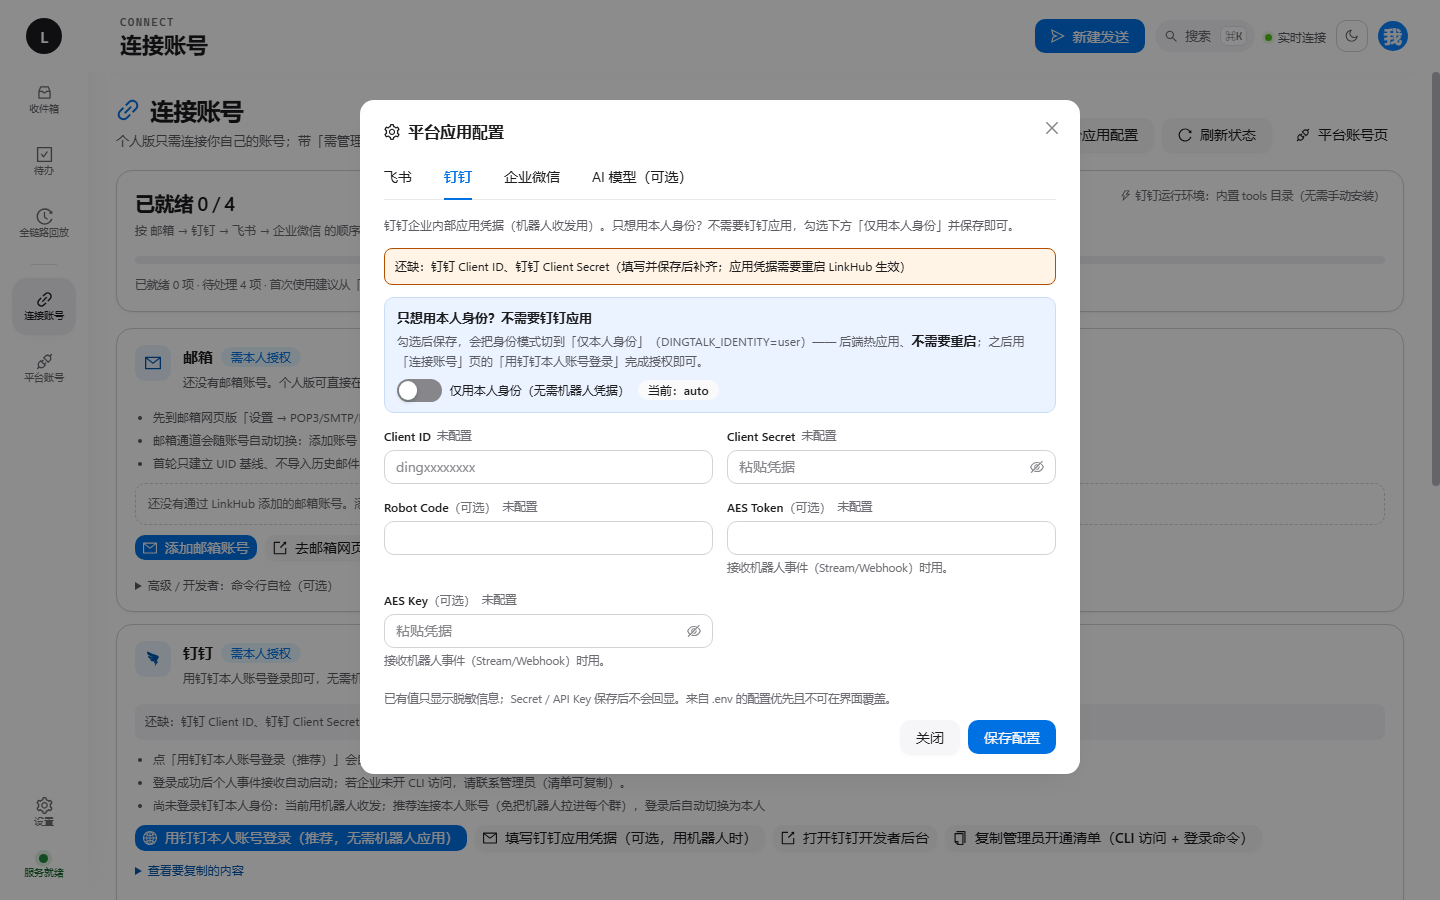 L
CONNECT
连接账号
新建发送
搜索
⌘K
实时连接
我
收件箱
待办
全链路回放
连接账号
平台账号
设置
服务就绪
连接账号
个人版只需连接你自己的账号；带「需管理
应用配置
刷新状态
平台账号页
已就绪 0 / 4
按 邮箱 → 钉钉 → 飞书 → 企业微信 的顺序
钉钉运行环境：内置 tools 目录（无需手动安装）
已就绪 0 项 · 待处理 4 项 · 首次使用建议从「
邮箱
需本人授权
还没有邮箱账号。个人版可直接在
先到邮箱网页版「设置 → POP3/SMTP/
邮箱通道会随账号自动切换：添加账号
首轮只建立 UID 基线、不导入历史邮件
还没有通过 LinkHub 添加的邮箱账号。
添加邮箱账号
去邮箱网页
高级 / 开发者：命令行自检（可选）
钉钉
需本人授权
用钉钉本人账号登录即可，无需机
还缺：钉钉 Client ID、钉钉 Client Secret
点「用钉钉本人账号登录（推荐）」会
登录成功后个人事件接收自动启动；若企业未开 CLI 访问，请联系管理员（清单可复制）。
尚未登录钉钉本人身份：当前用机器人收发；推荐连接本人账号（免把机器人拉进每个群），登录后自动切换为本人
用钉钉本人账号登录（推荐，无需机器人应用）
填写钉钉应用凭据（可选，用机器人时）
打开钉钉开发者后台
复制管理员开通清单（CLI 访问 + 登录命令）
查看要复制的内容
平台应用配置
飞书
钉钉
企业微信
AI 模型（可选）
钉钉企业内部应用凭据（机器人收发用）。只想用本人身份？不需要钉钉应用，勾选下方「仅用本人身份」并保存即可。
还缺：钉钉 Client ID、钉钉 Client Secret（填写并保存后补齐；应用凭据需要重启 LinkHub 生效）
只想用本人身份？不需要钉钉应用
勾选后保存，会把身份模式切到「仅本人身份」（DINGTALK_IDENTITY=user）—— 后端热应用、不需要重启；之后用
「连接账号」页的「用钉钉本人账号登录」完成授权即可。
仅用本人身份（无需机器人凭据）
当前：auto
Client ID 未配置
Client Secret 未配置
dingxxxxxxxx
粘贴凭据
Robot Code（可选） 未配置
AES Token（可选） 未配置
接收机器人事件（Stream/Webhook）时用。
AES Key（可选） 未配置
粘贴凭据
接收机器人事件（Stream/Webhook）时用。
已有值只显示脱敏信息；Secret / API Key 保存后不会回显。来自 .env 的配置优先且不可在界面覆盖。
关闭
保存配置